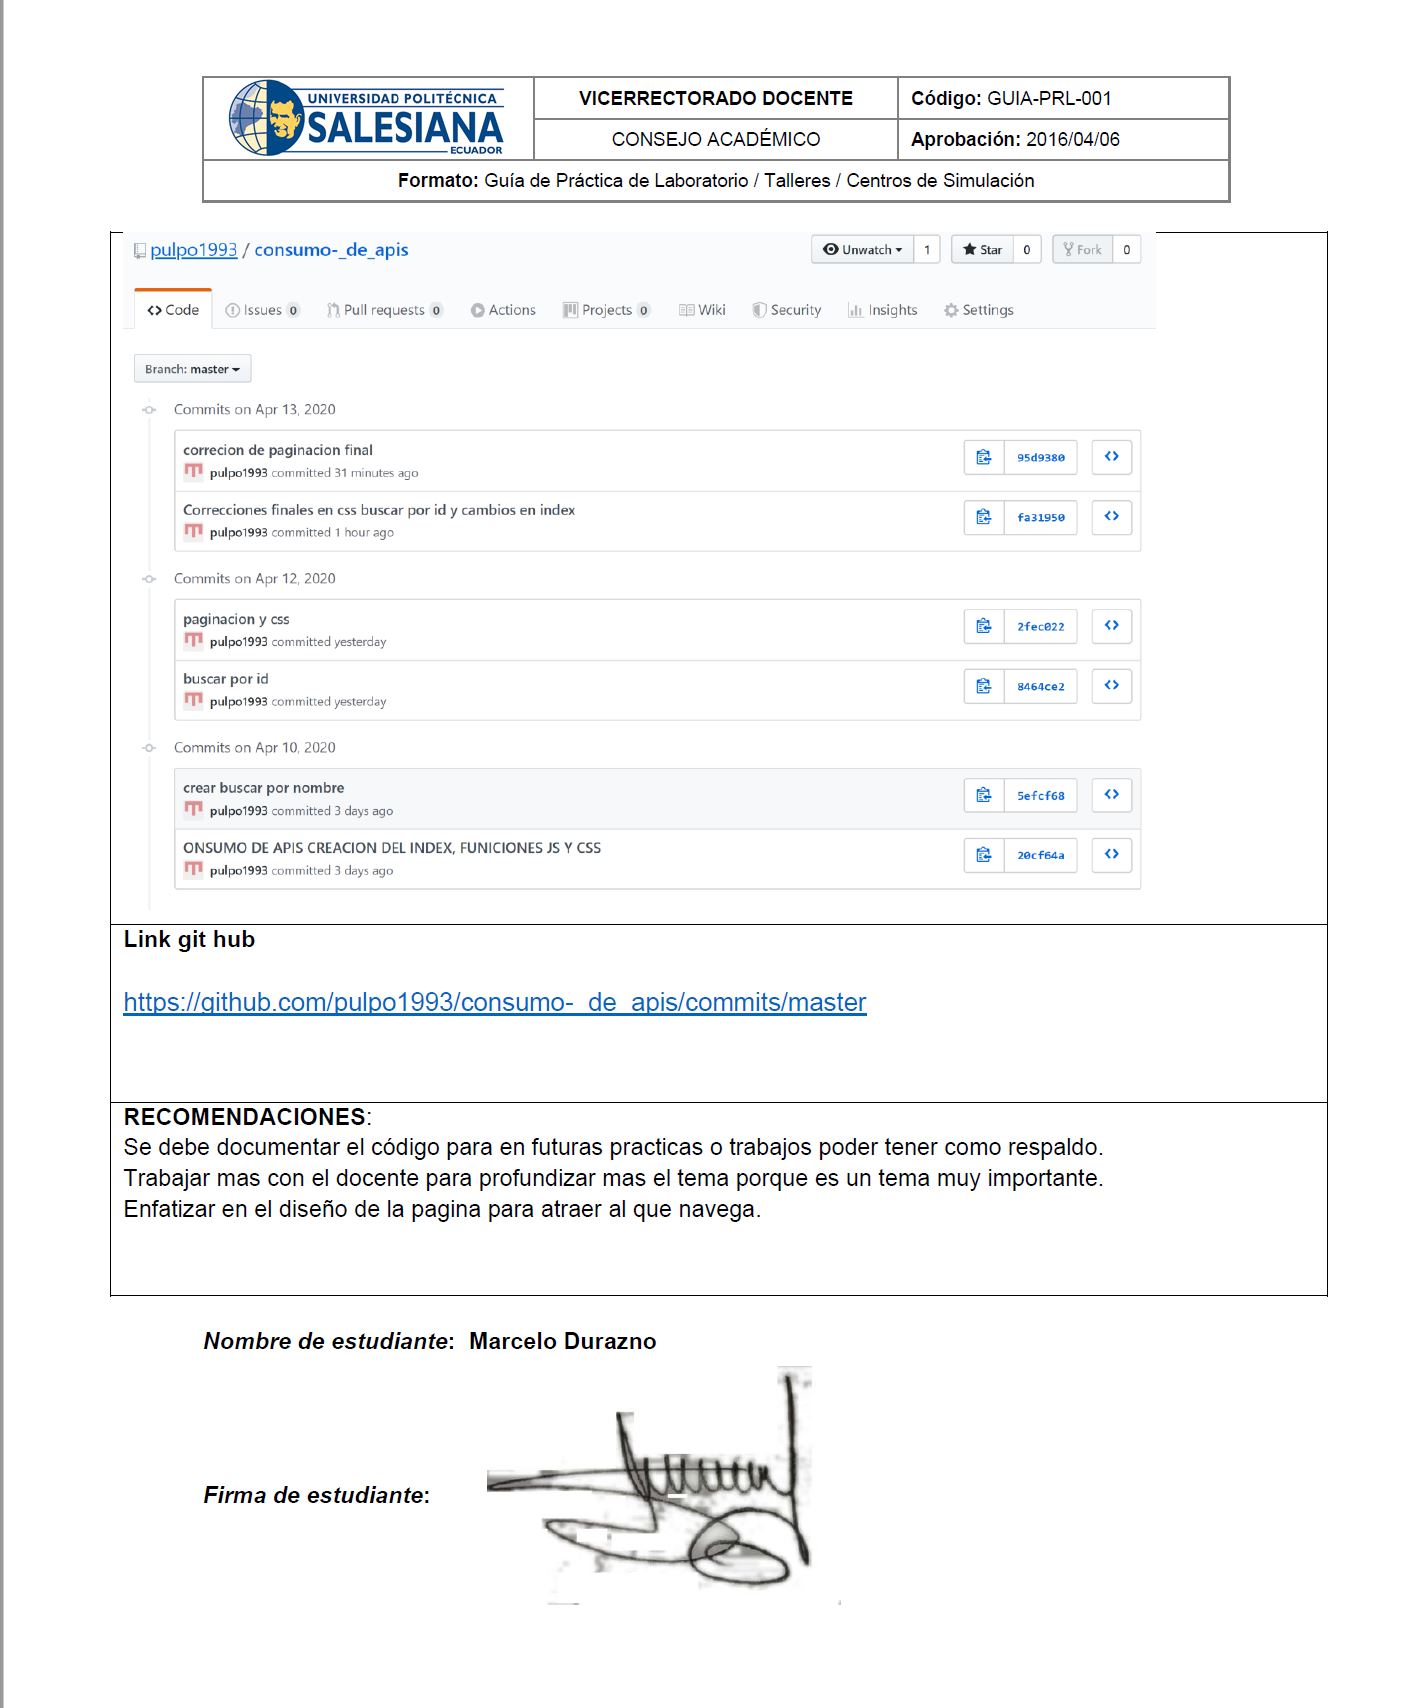 UNIVERSIDAD POLITÉCNICA
SALESIANA
ECUADOR
VICERRECTORADO DOCENTE
Código: GUIA-PRL-001
CONSEJO ACADÉMICO
Aprobación: 2016/04/06
Formato: Guía de Práctica de Laboratorio / Talleres / Centros de Simulación
pulpo1993 / consumo-_de_apis
Unwatch 1 Star 0 Fork 0
Code Issues 0 Pull requests 0 Actions Projects 0 Wiki Security Insights Settings
Branch: master
Commits on Apr 13, 2020
correcion de paginacion final
95d9380
pulpo1993 committed 31 minutes ago
Correcciones finales en css buscar por id y cambios en index
fa31950
pulpo1993 committed 1 hour ago
Commits on Apr 12, 2020
paginacion y css
2fec022
pulpo1993 committed yesterday
buscar por id
8464ce2
pulpo1993 committed yesterday
Commits on Apr 10, 2020
crear buscar por nombre
5efcf68
pulpo1993 committed 3 days ago
ONSUMO DE APIS CREACION DEL INDEX, FUNICIONES JS Y CSS
20cf64a
pulpo1993 committed 3 days ago
Link git hub
https://github.com/pulpo1993/consumo-_de_apis/commits/master
RECOMENDACIONES:
Se debe documentar el código para en futuras practicas o trabajos poder tener como respaldo.
Trabajar mas con el docente para profundizar mas el tema porque es un tema muy importante.
Enfatizar en el diseño de la pagina para atraer al que navega.
Nombre de estudiante: Marcelo Durazno
Firma de estudiante: